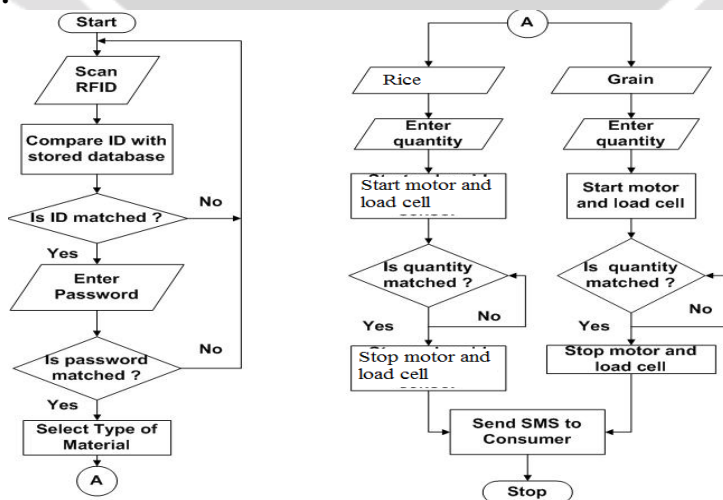 Start
Scan
RFID
Compare ID with
stored database
Is ID matched ?
No
Yes
Enter
Password
Is password
matched ?
No
Yes
Select Type of
Material
A
A
Rice
Enter
quantity
Start motor and
load cell
Is quantity
matched ?
No
Yes
Stop motor and
load cell
Grain
Enter
quantity
Start motor
and load cell
Is quantity
matched ?
No
Yes
Stop motor and
load cell
Send SMS to
Consumer
Stop